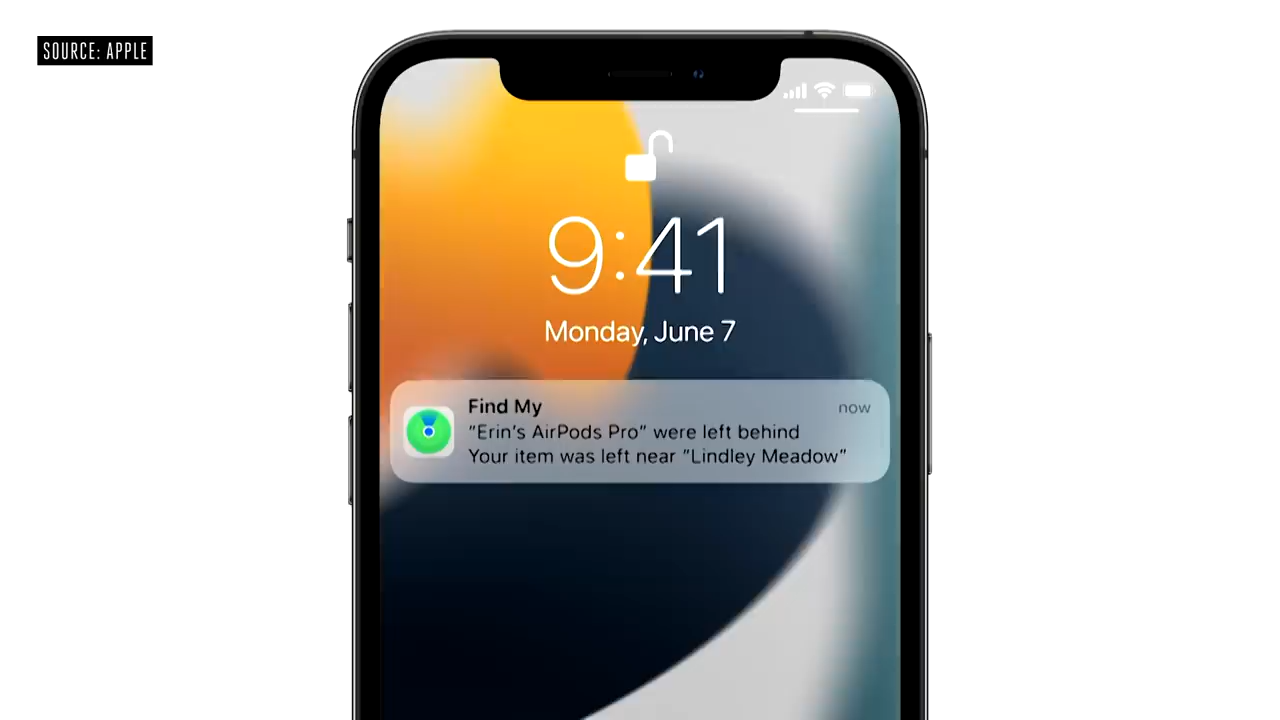 SOURCE: APPLE
9:41
Monday, June 7
Find My
now
"Erin's AirPods Pro" were left behind
Your item was left near "Lindley Meadow"